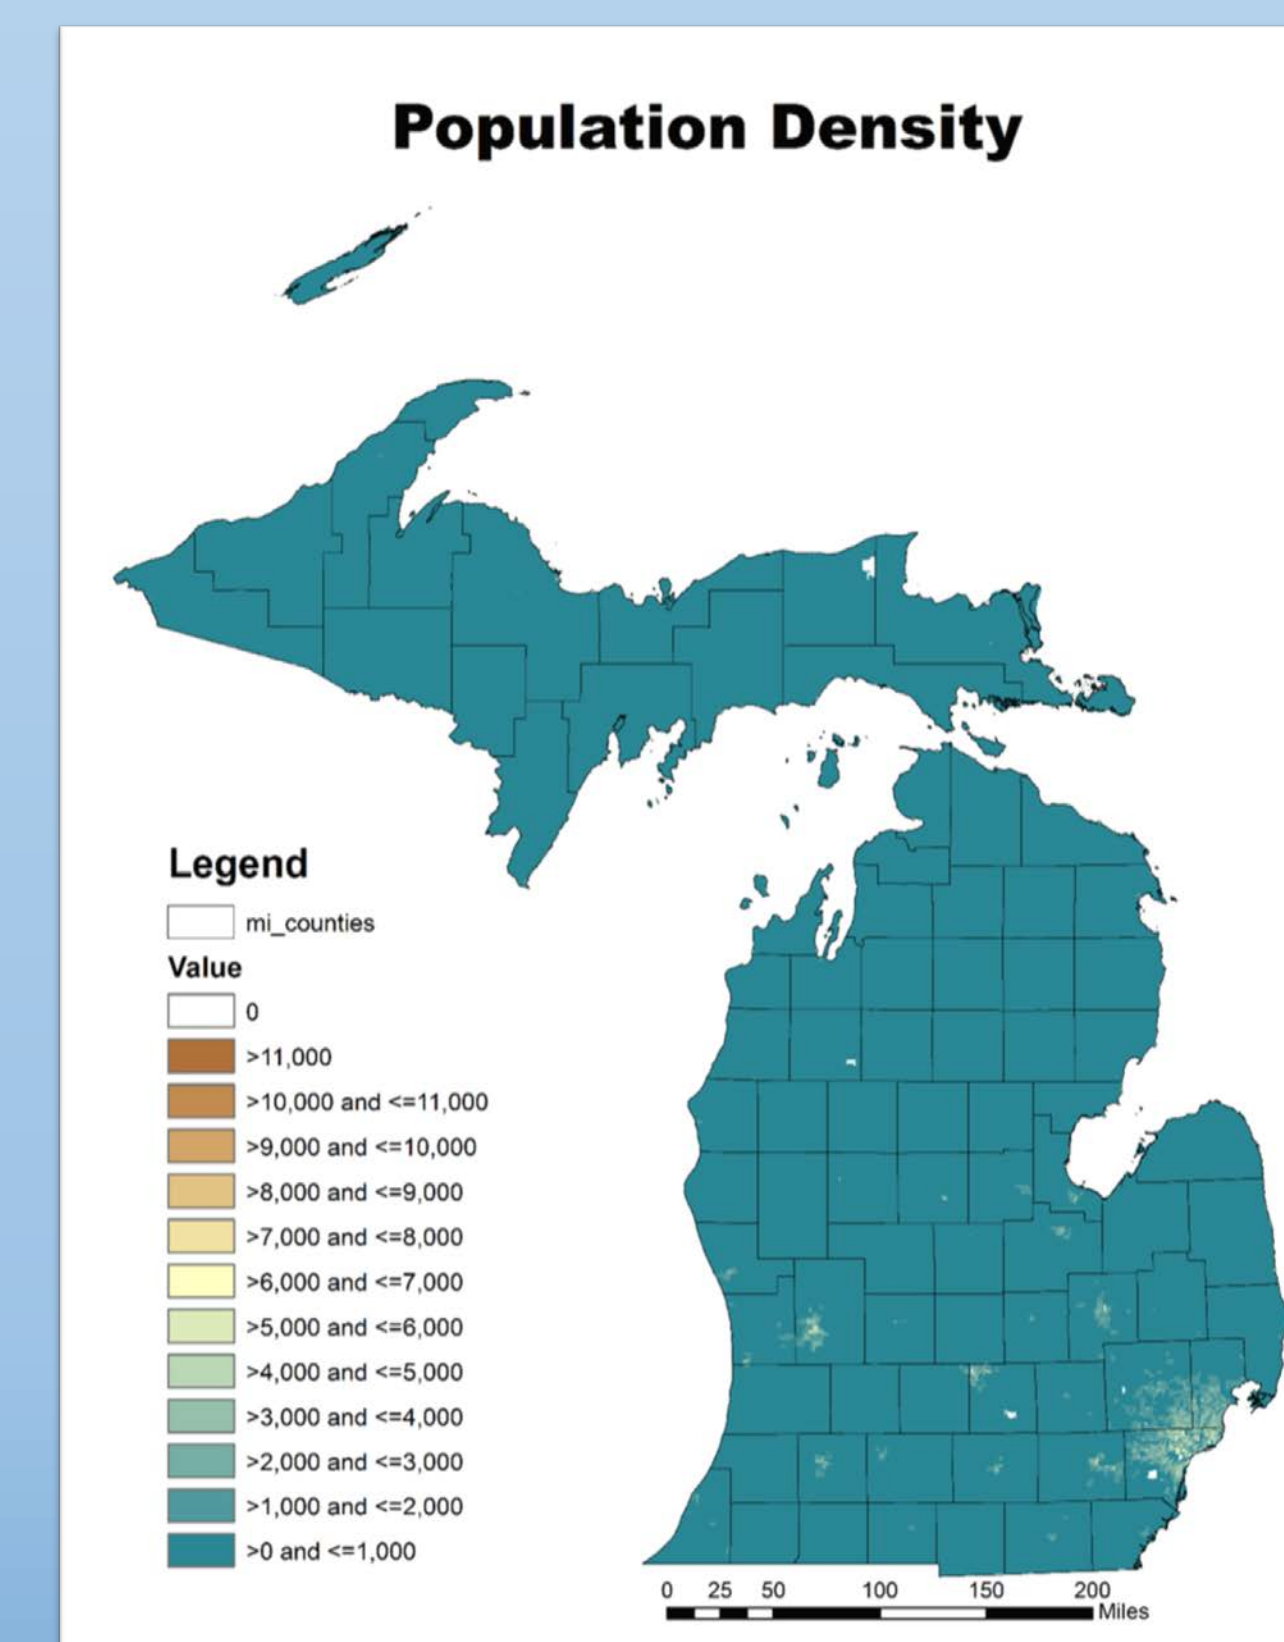 Population Density
Legend
mi_counties
Value
0
>11,000
>10,000 and <=11,000
>9,000 and <=10,000
>8,000 and <=9,000
>7,000 and <=8,000
>6,000 and <=7,000
>5,000 and <=6,000
>4,000 and <=5,000
>3,000 and <=4,000
>2,000 and <=3,000
>1,000 and <=2,000
>0 and <=1,000
0 25 50 100 150 200
Miles